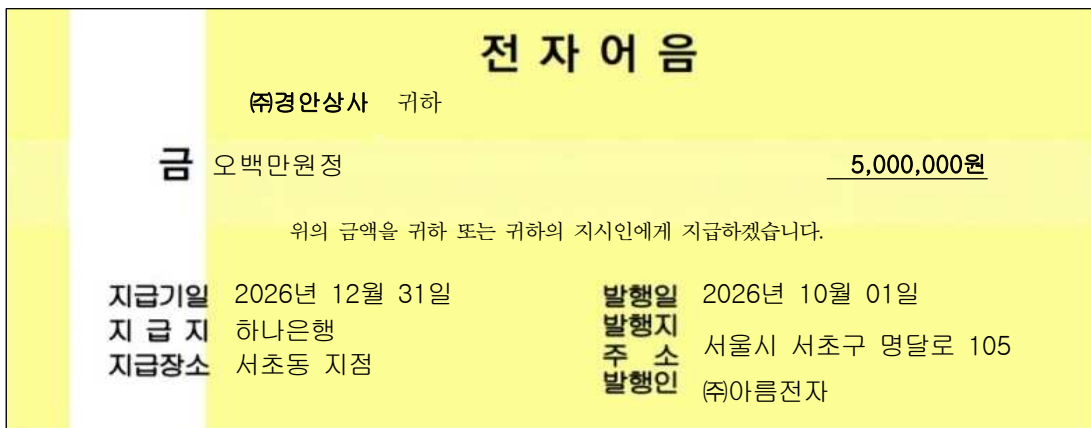 전 자 어 음
㈜경안상사 귀하
금 오백만원정 5,000,000원
위의 금액을 귀하 또는 귀하의 지시인에게 지급하겠습니다.
지급기일 2026년 12월 31일
지 급 지 하나은행
지급장소 서초동 지점
발행일 2026년 10월 01일
발행지
주 소 서울시 서초구 명달로 105
발행인 ㈜아름전자